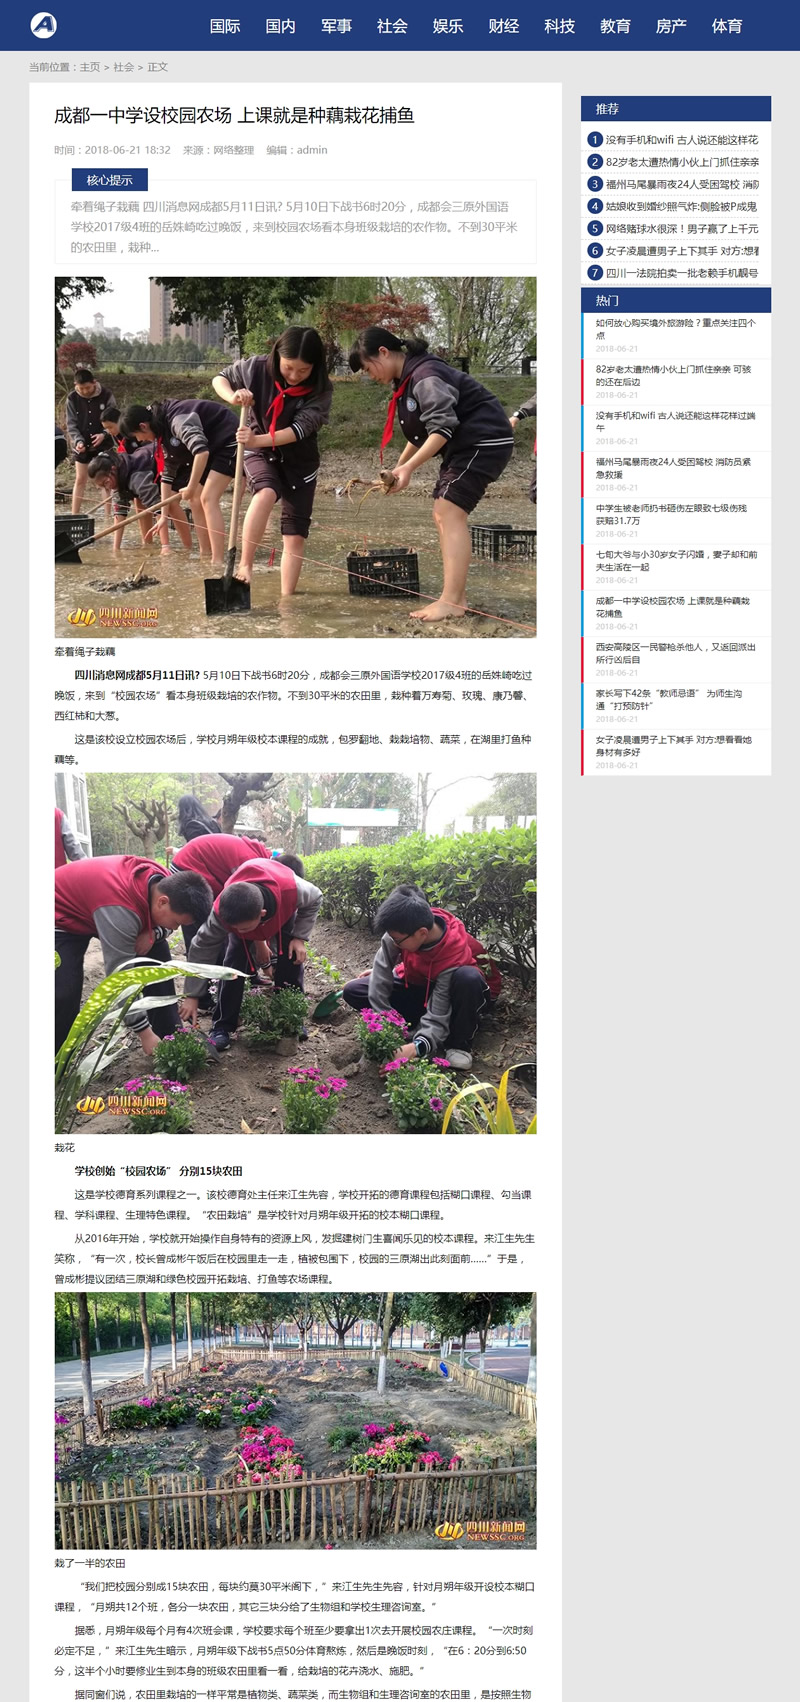 国际 国内 军事 社会 娱乐 财经 科技 教育 房产 体育
当前位置：主页 > 社会 > 正文
成都一中学设校园农场 上课就是种藕栽花捕鱼
时间：2018-06-21 18:32 来源：网络整理 编辑：admin
核心提示
牵着绳子栽藕 四川消息网成都5月11日讯? 5月10日下战书6时20分，成都会三原外国语
学校2017级4班的岳姝崎吃过晚饭，来到校园农场看本身班级栽培的农作物。不到30平米
的农田里，栽种...
四川新闻网
NEWSSC.ORG
牵着绳子栽藕
四川消息网成都5月11日讯? 5月10日下战书6时20分，成都会三原外国语学校2017级4班的岳姝崎吃过
晚饭，来到“校园农场”看本身班级栽培的农作物。不到30平米的农田里，栽种着万寿菊、玫瑰、康乃馨、
西红柿和大葱。
这是该校设立校园农场后，学校月朔年级校本课程的成就，包罗翻地、栽栽培物、蔬菜，在湖里打鱼种
藕等。
四川新闻网
NEWSSC.ORG
栽花
学校创始“校园农场” 分别15块农田
这是学校德育系列课程之一。该校德育处主任来江生先容，学校开拓的德育课程包括糊口课程、勾当课
程、学科课程、生理特色课程。“农田栽培”是学校针对月朔年级开拓的校本糊口课程。
从2016年开始，学校就开始操作自身特有的资源上风，发掘建树门生喜闻乐见的校本课程。来江生先生
笑称，“有一次，校长曾成彬午饭后在校园里走一走，植被包围下，校园的三原湖出此刻面前……”于是，
曾成彬提议团结三原湖和绿色校园开拓栽培、打鱼等农场课程。
四川新闻网
NEWSSC.ORG
栽了一半的农田
“我们把校园分别成15块农田，每块约莫30平米阁下，”来江生先生先容，针对月朔年级开设校本糊口
课程，“月朔共12个班，各分一块农田，其它三块分给了生物组和学校生理咨询室。”
据悉，月朔年级每个月有4次班会课，学校要求每个班至少要拿出1次去开展校园农庄课程。“一次时刻
必定不足，”来江生先生暗示，月朔年级下战书5点50分体育熬炼，然后是晚饭时刻，“在6：20分到6:50
分，这半个小时要修业生到本身的班级农田里看一看，给栽培的花卉浇水、施肥。”
据同窗们说，农田里栽培的一样平常是植物类、蔬菜类，而生物组和生理咨询室的农田里，是按照生物
推荐
1 没有手机和wifi 古人说还能这样花
2 82岁老太遭热情小伙上门抓住亲亲
3 福州马尾暴雨夜24人受困驾校 消防
4 姑娘收到婚纱照气炸:侧脸被P成鬼
5 网络赌球水很深！男子赢了上千元
6 女子凌晨遭男子上下其手 对方:想看
7 四川一法院拍卖一批老赖手机靓号
热门
如何放心购买境外旅游险？重点关注四个
点
2018-06-21
82岁老太遭热情小伙上门抓住亲亲 可骇
的还在后边
2018-06-21
没有手机和wifi 古人说还能这样花样过端
午
2018-06-21
福州马尾暴雨夜24人受困驾校 消防员紧
急救援
2018-06-21
中学生被老师扔书砸伤左眼致七级伤残
获赔31.7万
2018-06-21
七旬大爷与小30岁女子闪婚，妻子却和前
夫生活在一起
2018-06-21
成都一中学设校园农场 上课就是种藕栽
花捕鱼
2018-06-21
西安高陵区一民警枪杀他人，又返回派出
所行凶后自
2018-06-21
家长写下42条“教师忌语” 为师生沟
通“打预防针”
2018-06-21
女子凌晨遭男子上下其手 对方:想看看她
身材有多好
2018-06-21